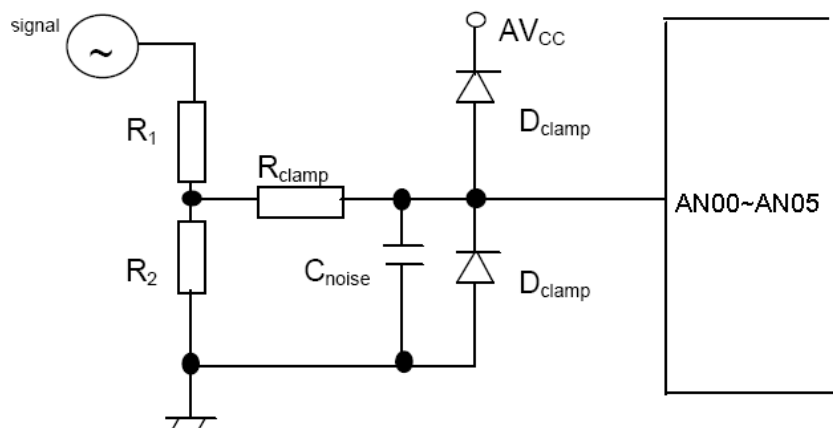 signal
~
AVCC
R1
Dclamp
Rclamp
AN00~AN05
R2
Cnoise
Dclamp